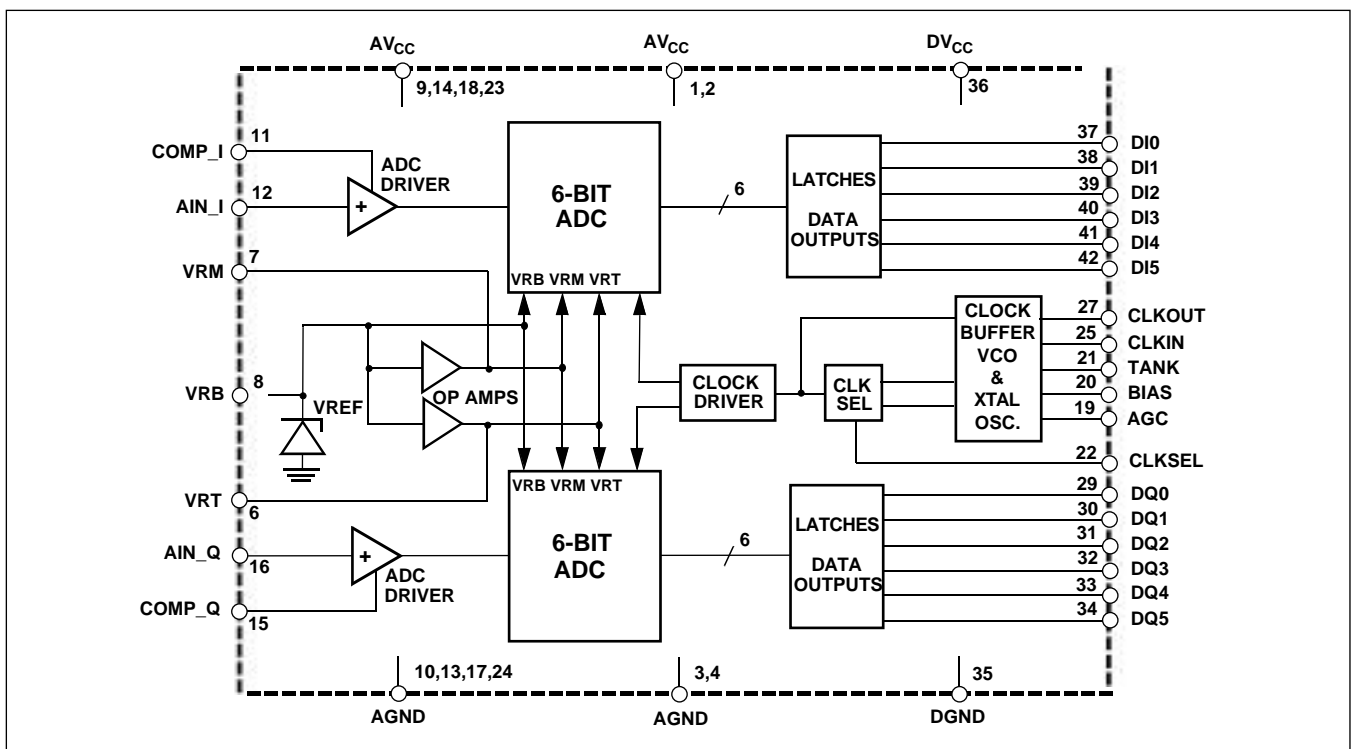 AVCC
AVCC
DVCC
9,14,18,23
1,2
36
COMP_I
11
ADC
DRIVER
AIN_I
12
+
6-BIT
ADC
VRB VRM VRT
6
LATCHES
DATA
OUTPUTS
37
DI0
38
DI1
39
DI2
40
DI3
41
DI4
42
DI5
VRM
7
VRB
8
VREF
OP AMPS
CLOCK
DRIVER
CLK
SEL
CLOCK
BUFFER
VCO
&
XTAL
OSC.
27
CLKOUT
25
CLKIN
21
TANK
20
BIAS
19
AGC
22
CLKSEL
VRT
6
AIN_Q
16
+
ADC
DRIVER
COMP_Q
15
VRB VRM VRT
6-BIT
ADC
6
LATCHES
DATA
OUTPUTS
29
DQ0
30
DQ1
31
DQ2
32
DQ3
33
DQ4
34
DQ5
10,13,17,24
3,4
35
AGND
AGND
DGND